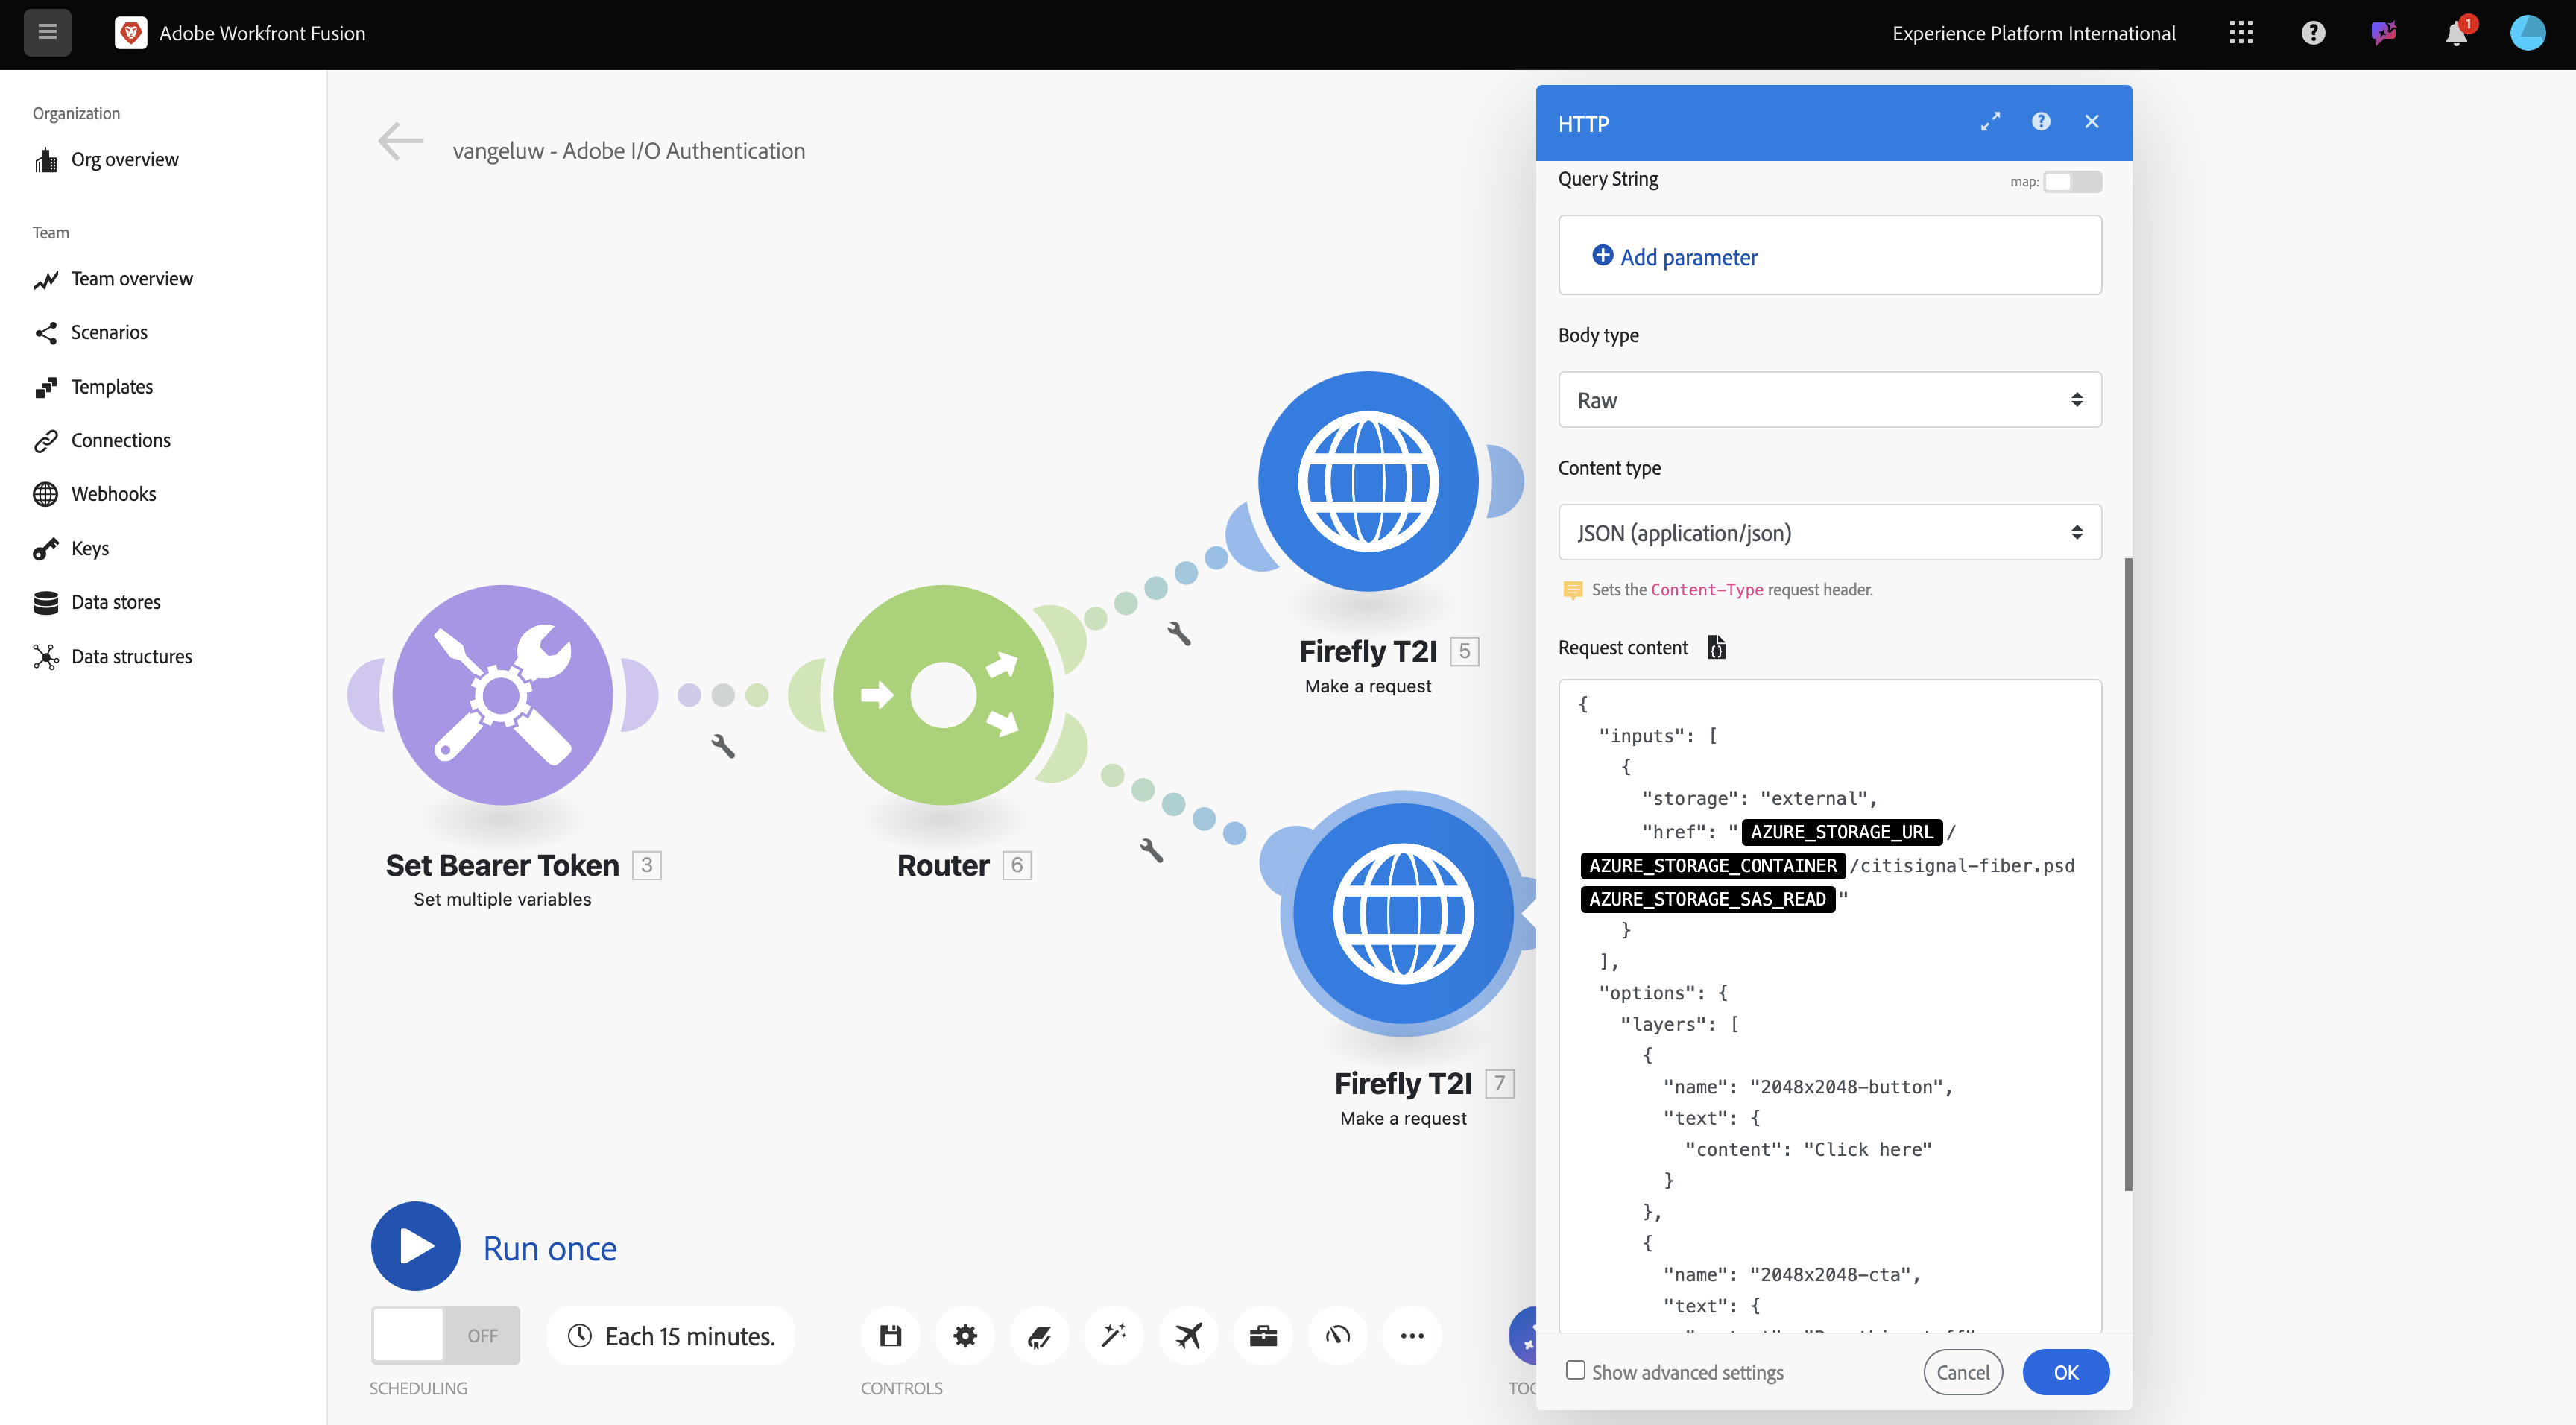 Adobe Workfront Fusion
Experience Platform International
1
Organization
Org overview
Team
Team overview
Scenarios
Templates
Connections
Webhooks
Keys
Data stores
Data structures
vangeluw - Adobe I/O Authentication
Set Bearer Token 3
Set multiple variables
Router 6
Firefly T2I 5
Make a request
Firefly T2I 7
Make a request
Run once
OFF
Each 15 minutes.
SCHEDULING
CONTROLS
HTTP
Query String
map:
Add parameter
Body type
Raw
Content type
JSON (application/json)
Sets the Content-Type request header.
Request content
{
"inputs": [
{
"storage": "external",
"href": "AZURE_STORAGE_URL/
AZURE_STORAGE_CONTAINER/citisignal-fiber.psd
AZURE_STORAGE_SAS_READ"
}
],
"options": {
"layers": [
{
"name": "2048x2048-button",
"text": {
"content": "Click here"
}
},
{
"name": "2048x2048-cta",
"text": {
Show advanced settings
Cancel
OK